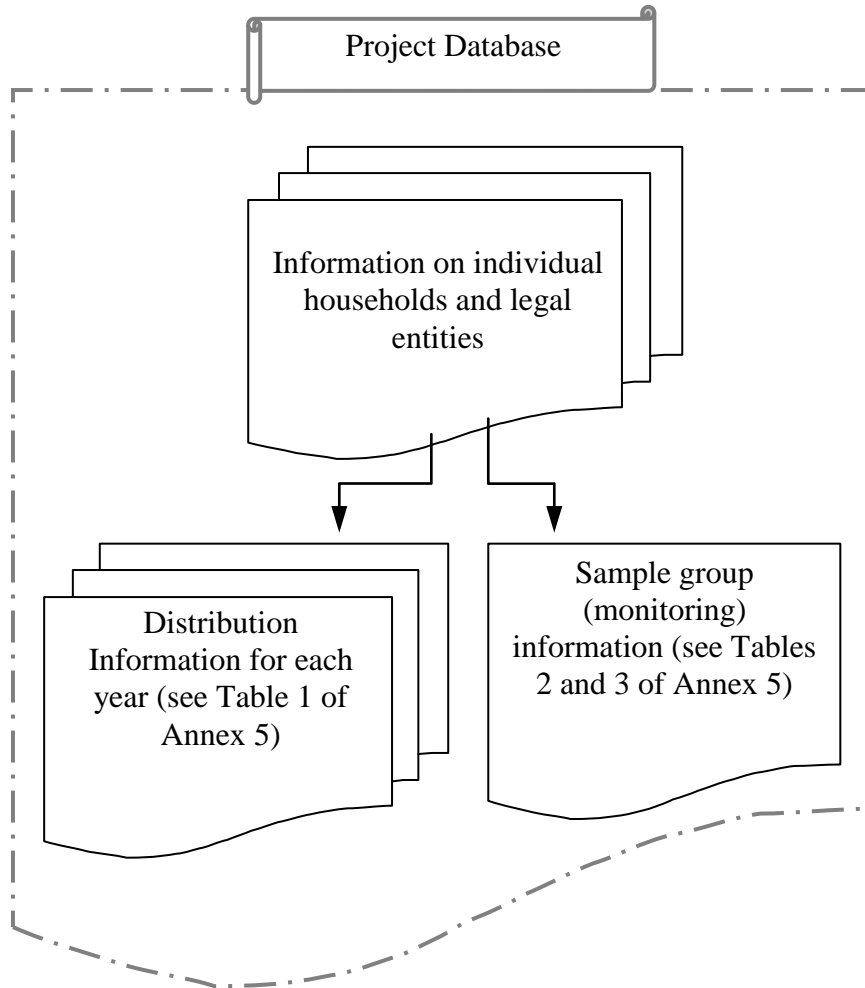 Project Database
Information on individual
households and legal
entities
Distribution
Information for each
year (see Table 1 of
Annex 5)
Sample group
(monitoring)
information (see Tables
2 and 3 of Annex 5)